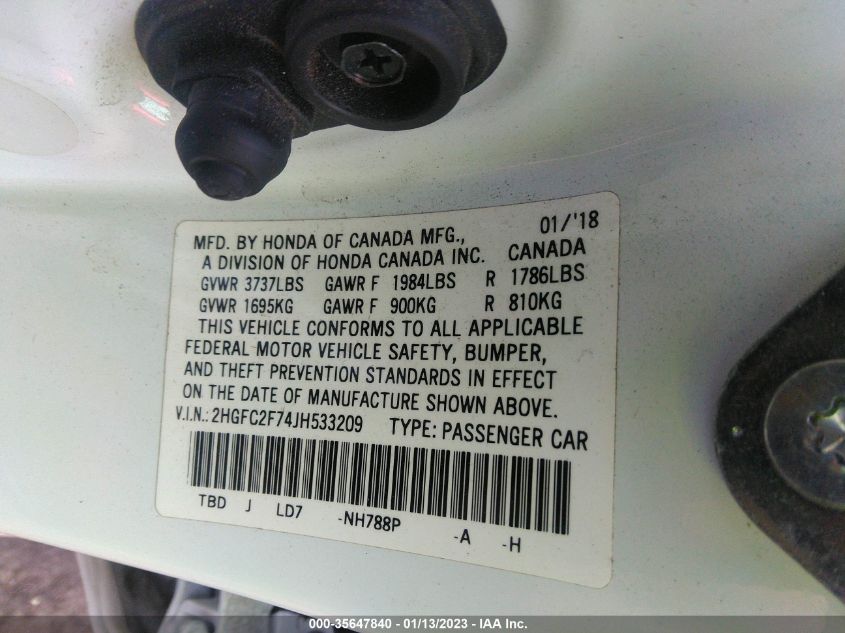 MFD. BY HONDA OF CANADA MFG., 01/'18
A DIVISION OF HONDA CANADA INC. CANADA
GVWR 3737LBS GAWR F 1984LBS R 1786LBS
GVWR 1695KG GAWR F 900KG R 810KG
THIS VEHICLE CONFORMS TO ALL APPLICABLE
FEDERAL MOTOR VEHICLE SAFETY, BUMPER,
AND THEFT PREVENTION STANDARDS IN EFFECT
ON THE DATE OF MANUFACTURE SHOWN ABOVE.
V.I.N.: 2HGFC2F74JH533209 TYPE: PASSENGER CAR
TBD J LD7 -NH788P -A -H
000-35647840 - 01/13/2023 - IAA Inc.